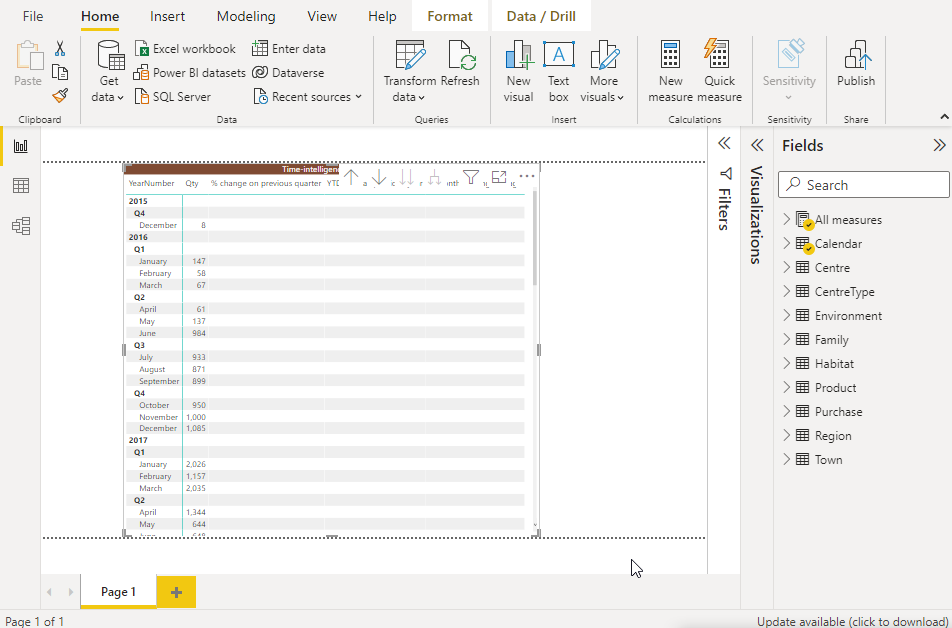 File Home Insert Modeling View Help Format Data / Drill
Paste
Clipboard
Get data
Excel workbook
Power BI datasets
SQL Server
Enter data
Dataverse
Recent sources
Data
Transform data
Refresh
Queries
New visual
Text box
More visuals
Insert
New measure
Quick measure
Calculations
Sensitivity
Sensitivity
Publish
Share
Time-intelligen
YearNumber Qty % change on previous quarter YTD
2015
Q4
December 8
2016
Q1
January 147
February 58
March 67
Q2
April 61
May 137
June 984
Q3
July 933
August 871
September 899
Q4
October 950
November 1,000
December 1,085
2017
Q1
January 2,026
February 1,157
March 2,035
Q2
April 1,344
May 644
Filters
Visualizations
Fields
Search
All measures
Calendar
Centre
CentreType
Environment
Family
Habitat
Product
Purchase
Region
Town
Page 1
Page 1 of 1
Update available (click to download)